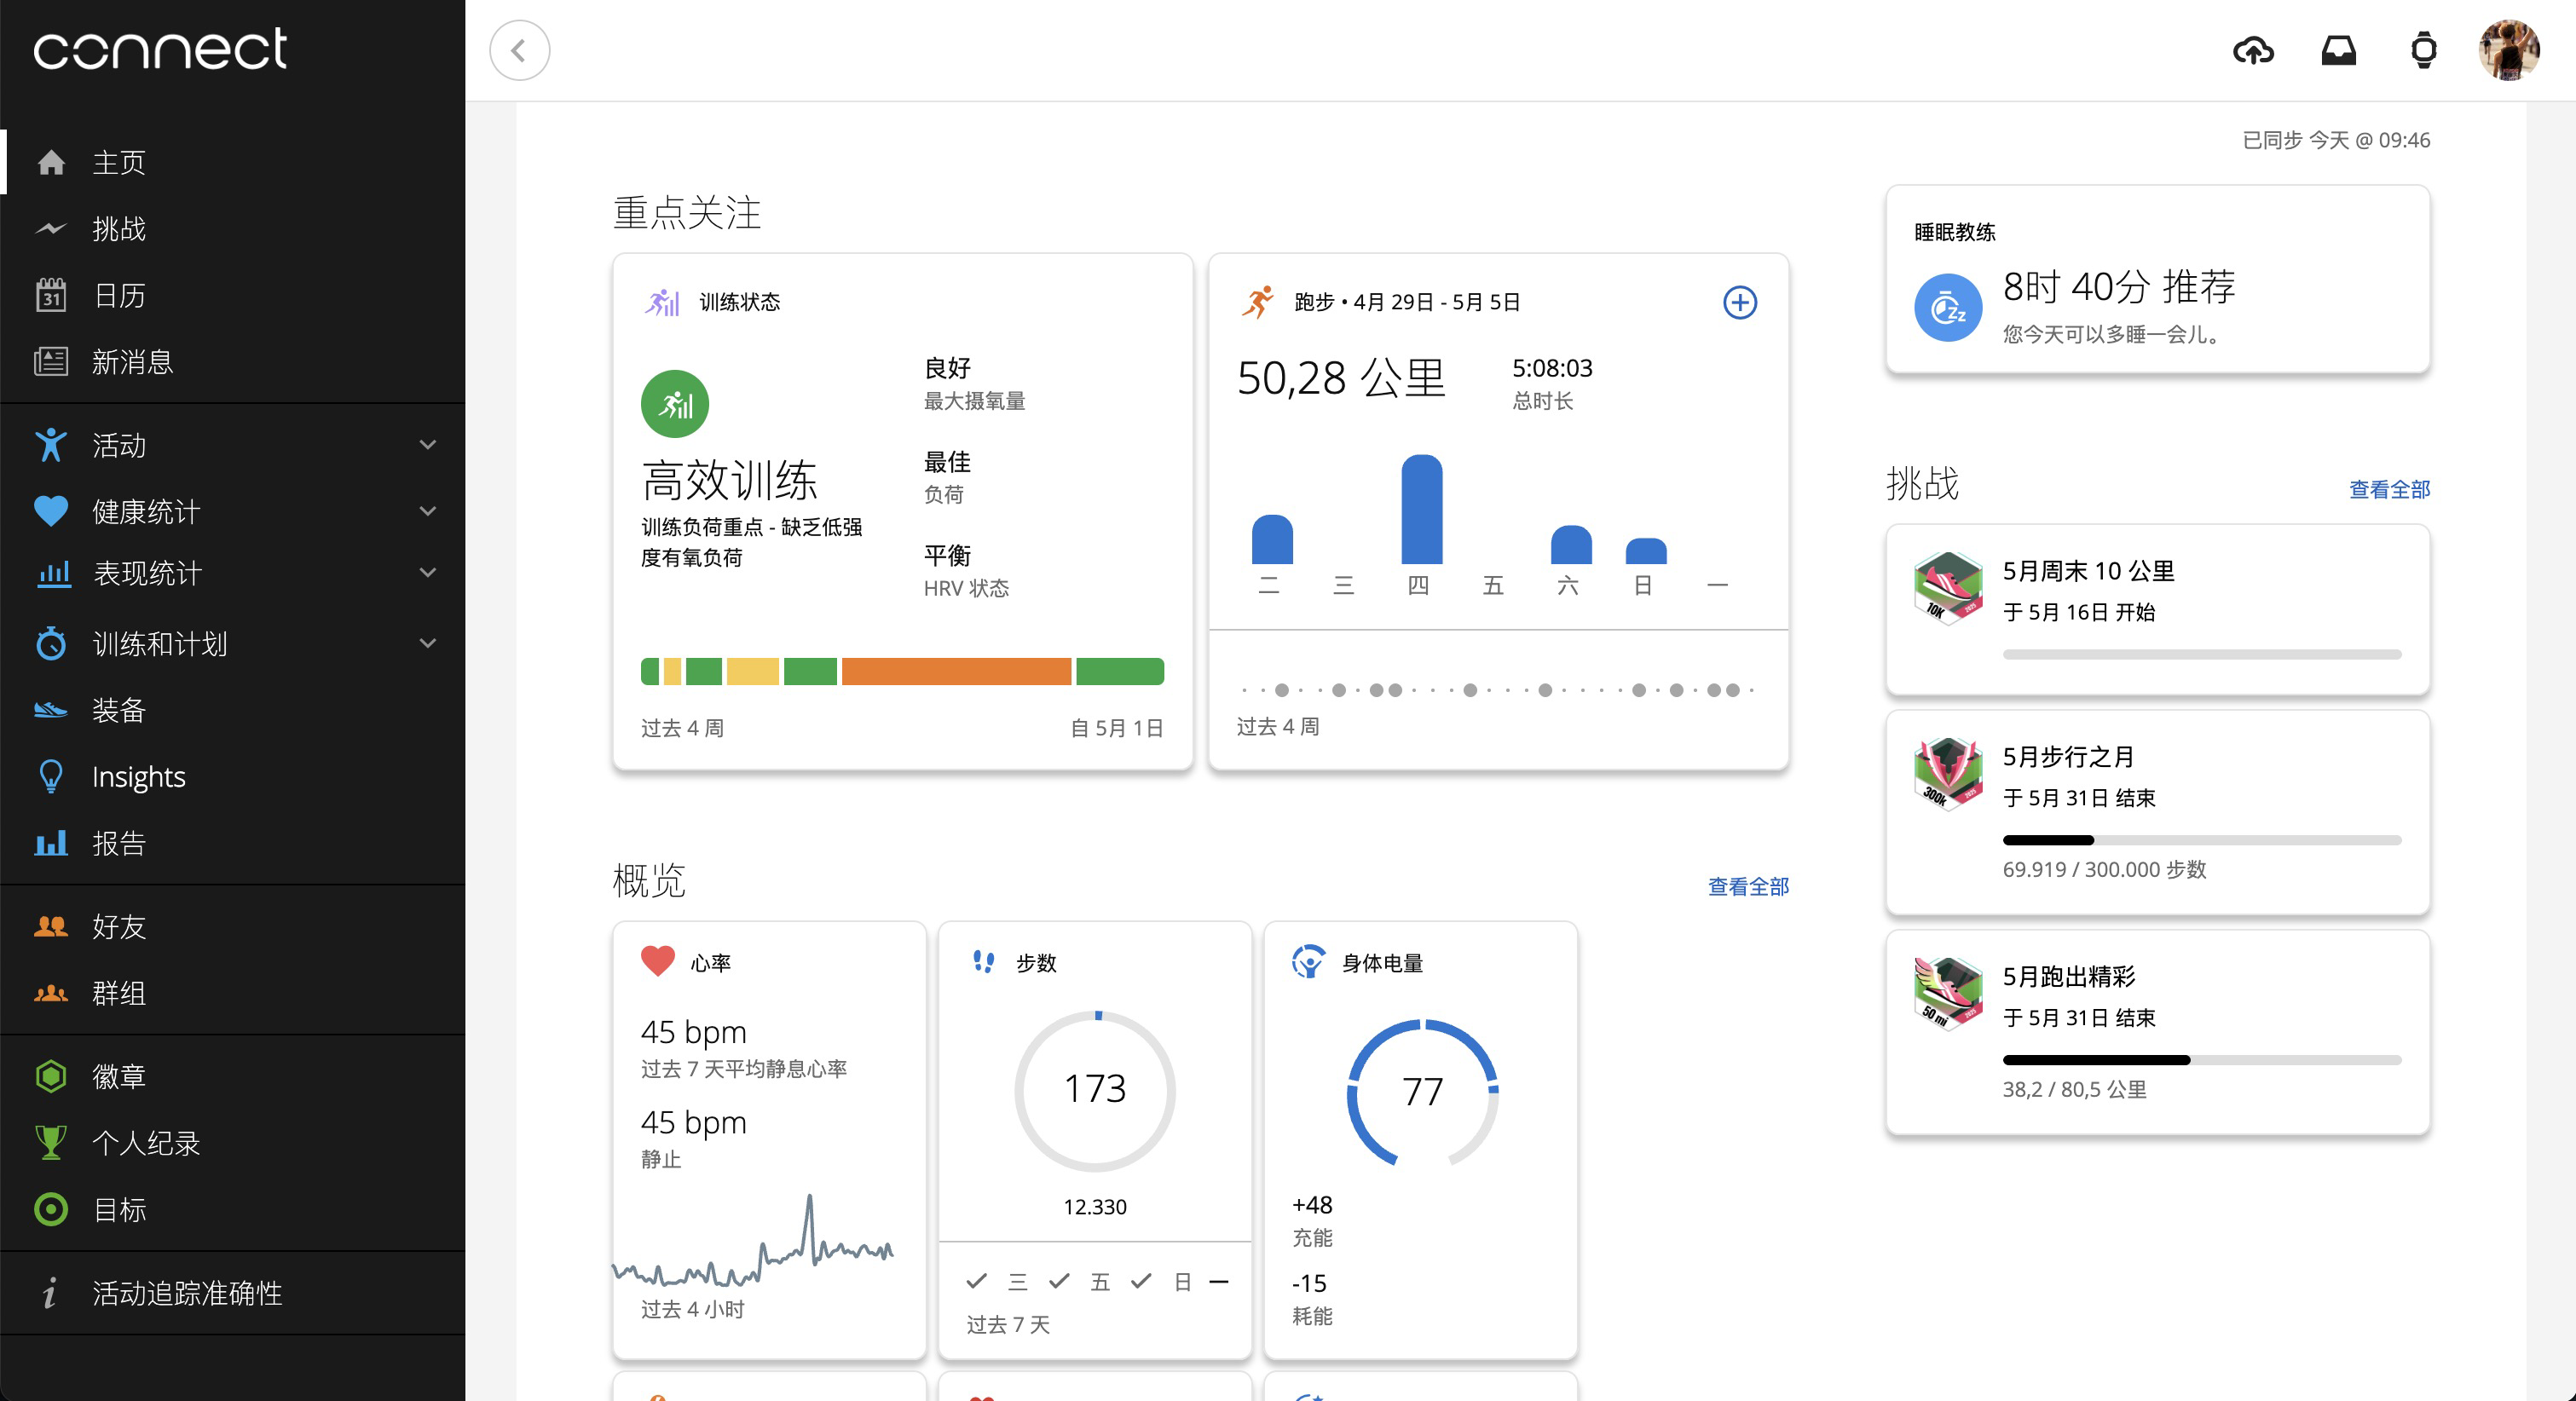 connect
主页
挑战
31
日历
新消息
活动
健康统计
表现统计
训练和计划
装备
Insights
报告
好友
群组
徽章
个人纪录
目标
i
活动追踪准确性
已同步 今天 @ 09:46
重点关注
训练状态
高效训练
训练负荷重点 - 缺乏低强
度有氧负荷
良好
最大摄氧量
最佳
负荷
平衡
HRV 状态
过去 4 周
自 5月 1日
跑步 • 4月 29日 - 5月 5日
50,28 公里
5:08:03
总时长
二 三 四 五 六 日 一
过去 4 周
概览
查看全部
心率
45 bpm
过去 7 天平均静息心率
45 bpm
静止
过去 4 小时
步数
173
12.330
三 五 日 一
过去 7 天
身体电量
77
+48
充能
-15
耗能
睡眠教练
zz
8时 40分 推荐
您今天可以多睡一会儿。
挑战
查看全部
10K 2025
5月周末 10 公里
于 5月 16日 开始
300k 2025
5月步行之月
于 5月 31日 结束
69.919 / 300.000 步数
50 mi 2025
5月跑出精彩
于 5月 31日 结束
38,2 / 80,5 公里